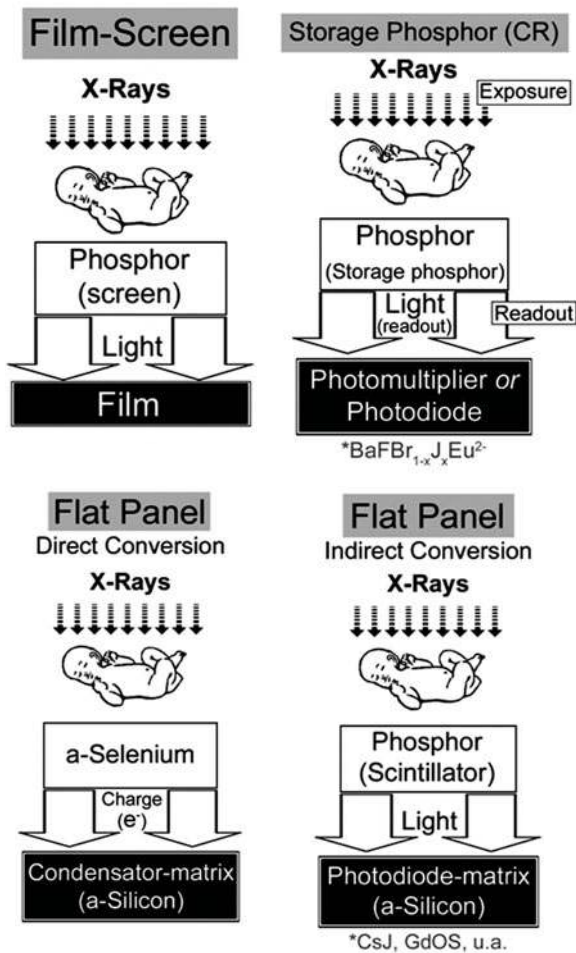 Film-Screen
X-Rays
Phosphor
(screen)
Light
Film
Storage Phosphor (CR)
X-Rays
Exposure
Phosphor
(Storage phosphor)
Light
(readout)
Readout
Photomultiplier or
Photodiode
*BaFBr₁₋ₓJₓEu²⁻
Flat Panel
Direct Conversion
X-Rays
a-Selenium
Charge
(e⁻)
Condensator-matrix
(a-Silicon)
Flat Panel
Indirect Conversion
X-Rays
Phosphor
(Scintillator)
Light
Photodiode-matrix
(a-Silicon)
*CsJ, GdOS, u.a.